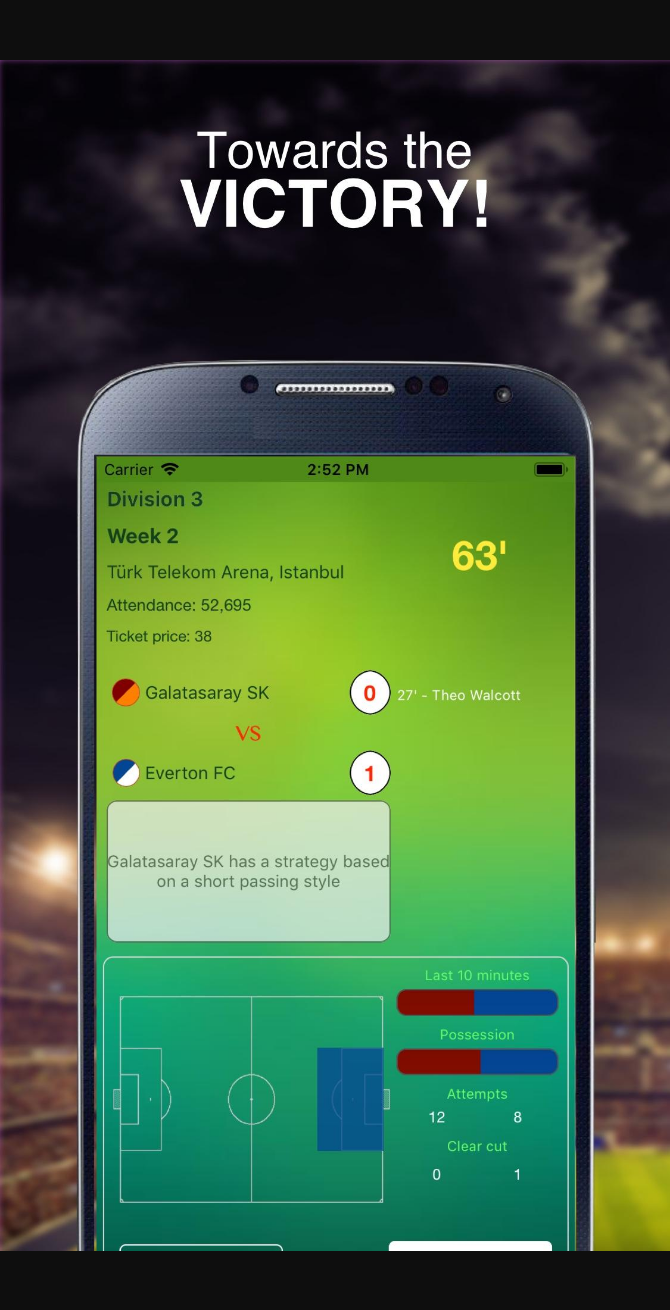 Towards the
VICTORY!
Carrier 2:52 PM
Division 3
Week 2
63'
Türk Telekom Arena, Istanbul
Attendance: 52,695
Ticket price: 38
Galatasaray SK 0 27' - Theo Walcott
VS
Everton FC 1
Galatasaray SK has a strategy based
on a short passing style
Last 10 minutes
Possession
Attempts
12 8
Clear cut
0 1